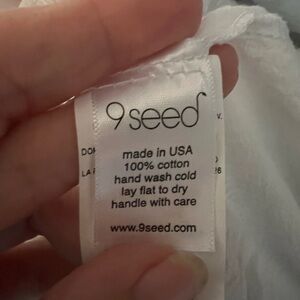 9seed
made in USA
100% cotton
hand wash cold
lay flat to dry
handle with care
www.9seed.com